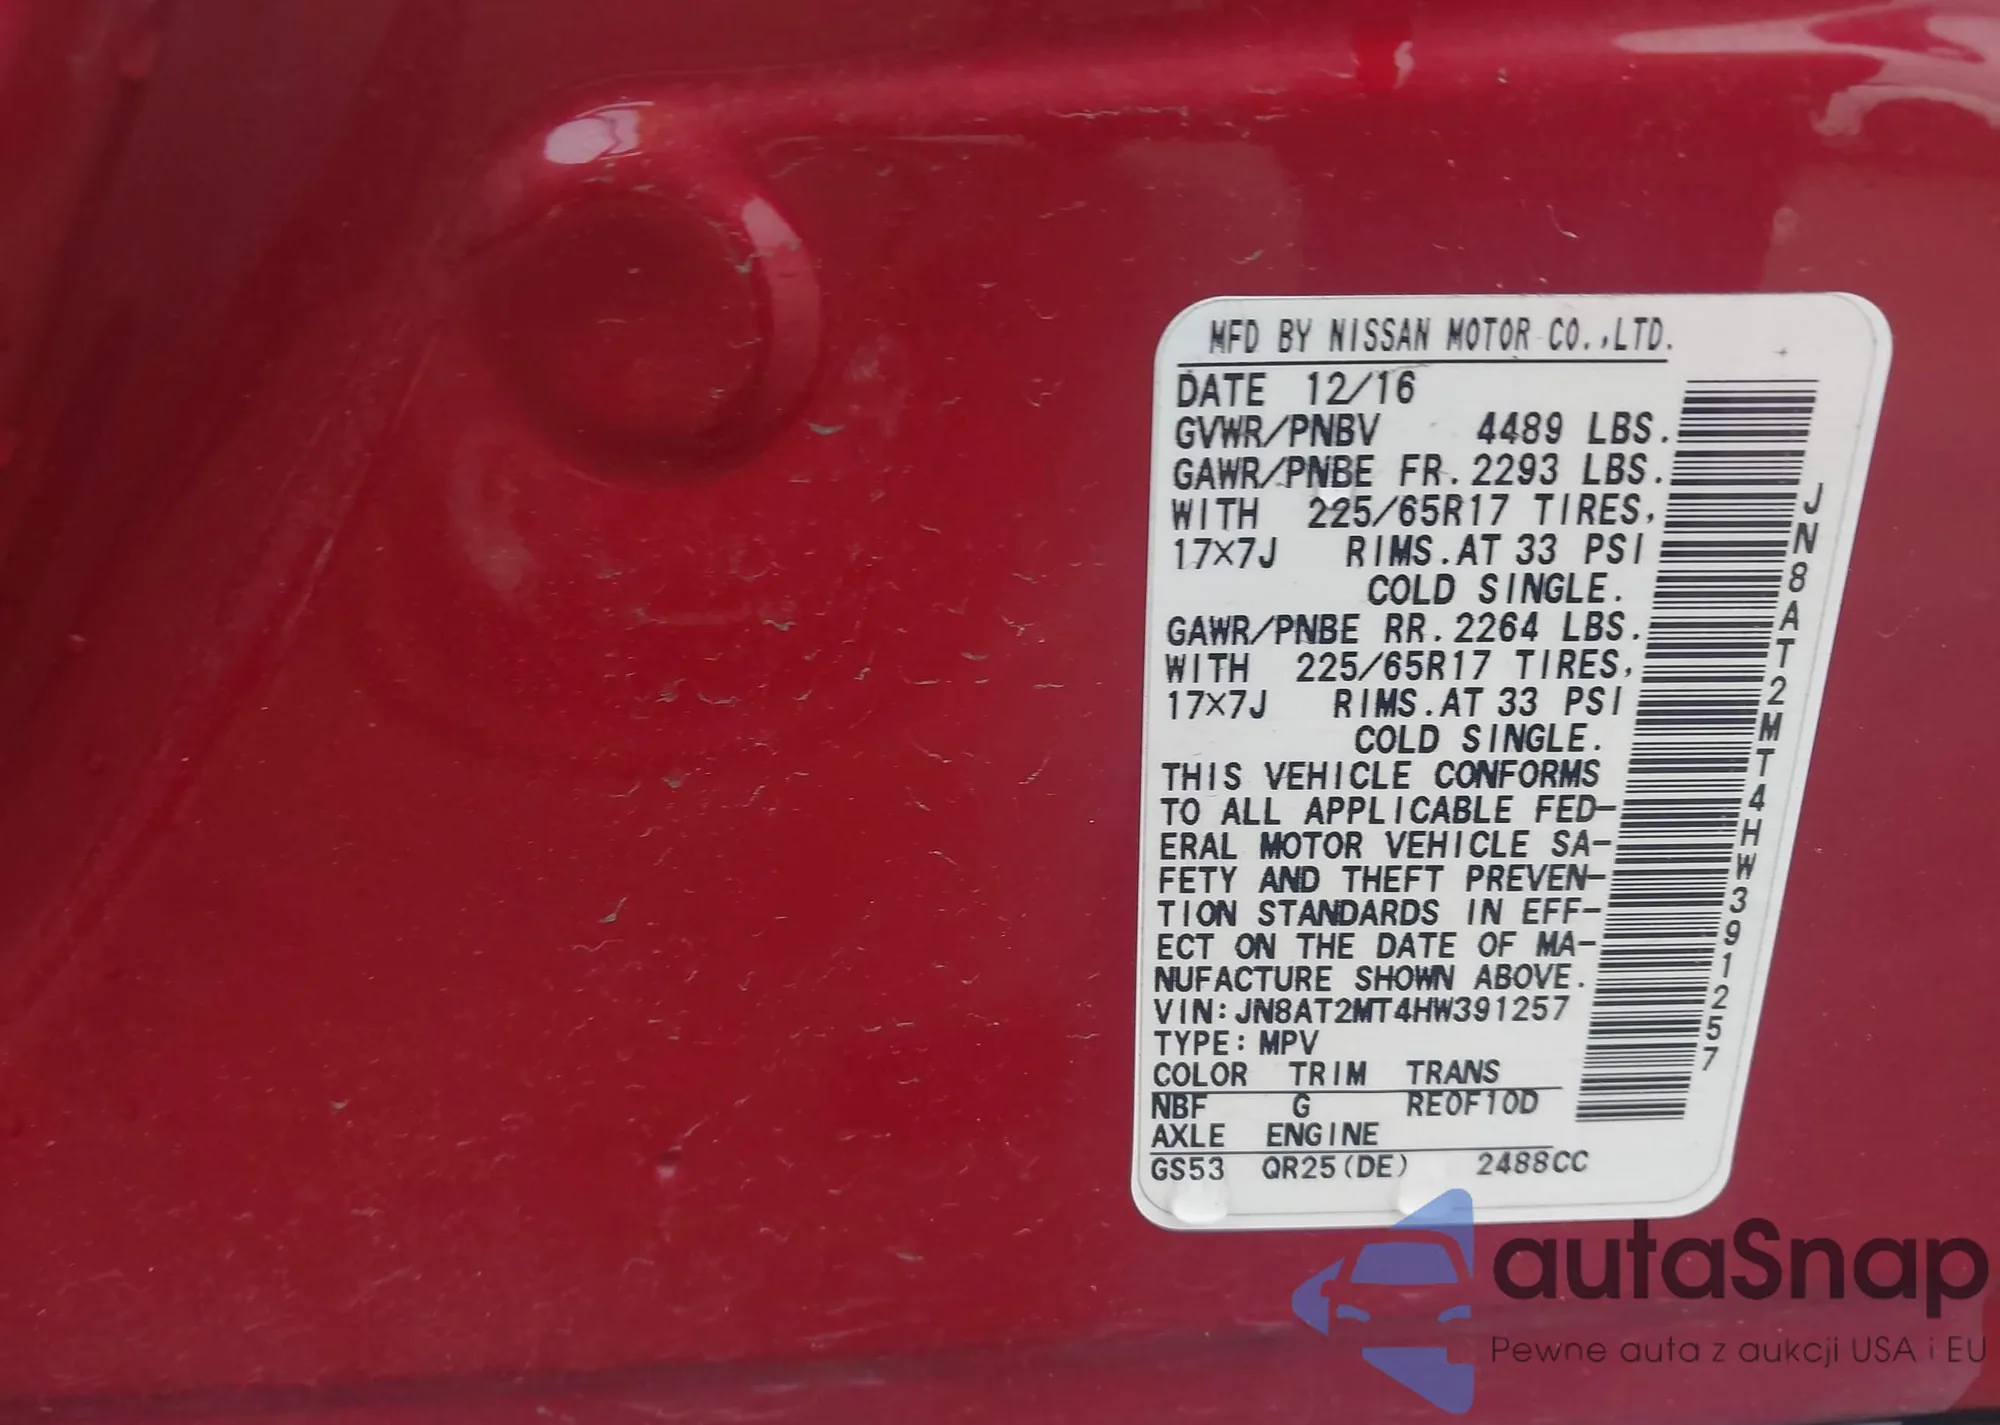 MFD BY NISSAN MOTOR CO.,LTD.
DATE 12/16
GVWR/PNBV 4489 LBS.
GAWR/PNBE FR.2293 LBS.
WITH 225/65R17 TIRES,
17X7J RIMS.AT 33 PSI
COLD SINGLE.
GAWR/PNBE RR.2264 LBS.
WITH 225/65R17 TIRES,
17X7J RIMS.AT 33 PSI
COLD SINGLE.
THIS VEHICLE CONFORMS
TO ALL APPLICABLE FED-
ERAL MOTOR VEHICLE SA-
FETY AND THEFT PREVEN-
TION STANDARDS IN EFF-
ECT ON THE DATE OF MA-
NUFACTURE SHOWN ABOVE.
VIN:JN8AT2MT4HW391257
TYPE:MPV
COLOR TRIM TRANS
NBF G RE0F10D
AXLE ENGINE
GS53 QR25(DE) 2488CC
JN8AT2MT4HW391257
autaSnap
Pewne auta z aukcji USA i EU